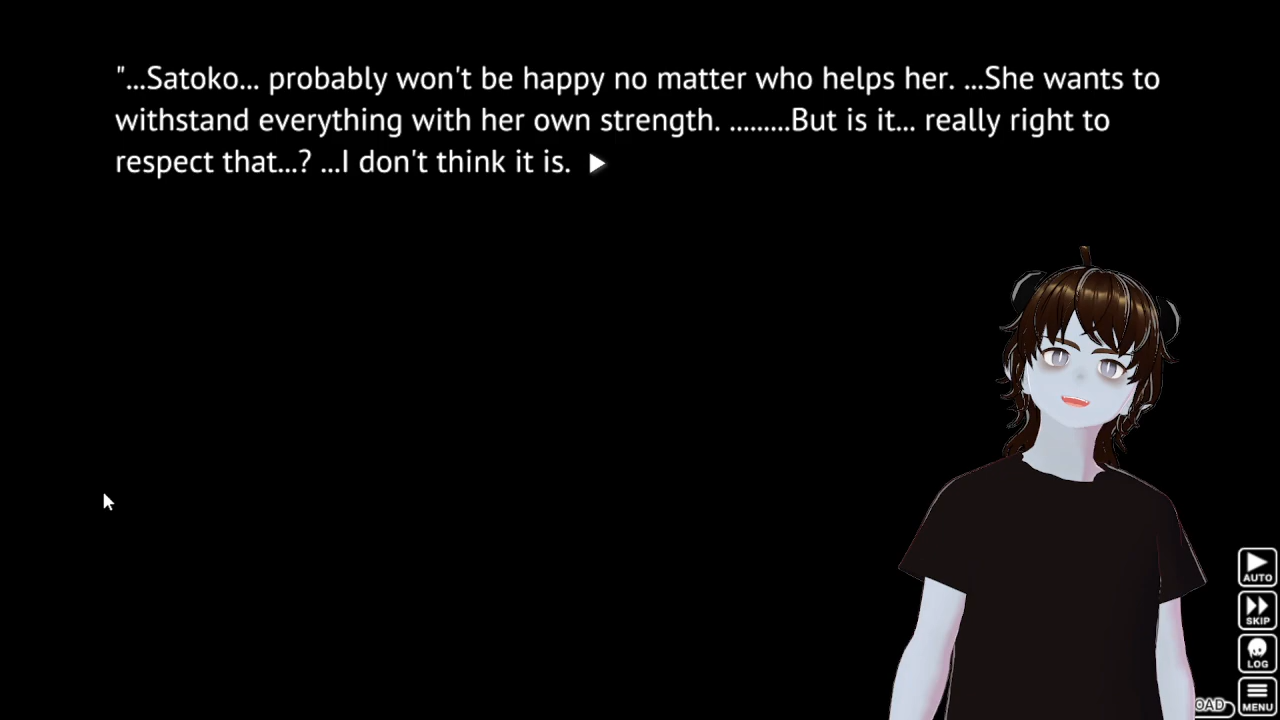 "...Satoko... probably won't be happy no matter who helps her. ...She wants to
withstand everything with her own strength. .........But is it... really right to
respect that...? ...I don't think it is.
AUTO
SKIP
LOG
OAD
MENU